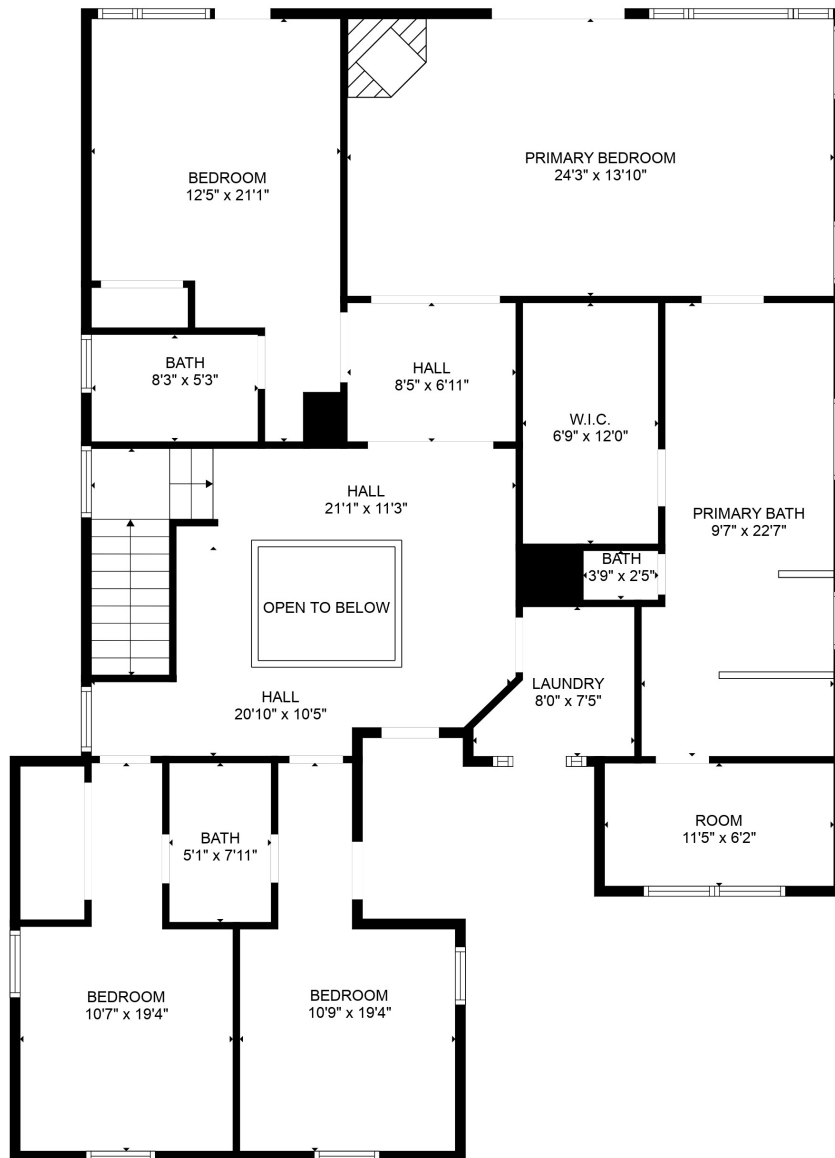 BEDROOM
12'5" x 21'1"
PRIMARY BEDROOM
24'3" x 13'10"
BATH
8'3" x 5'3"
HALL
8'5" x 6'11"
W.I.C.
6'9" x 12'0"
HALL
21'1" x 11'3"
PRIMARY BATH
9'7" x 22'7"
BATH
3'9" x 2'5"
OPEN TO BELOW
LAUNDRY
8'0" x 7'5"
HALL
20'10" x 10'5"
BATH
5'1" x 7'11"
ROOM
11'5" x 6'2"
BEDROOM
10'7" x 19'4"
BEDROOM
10'9" x 19'4"